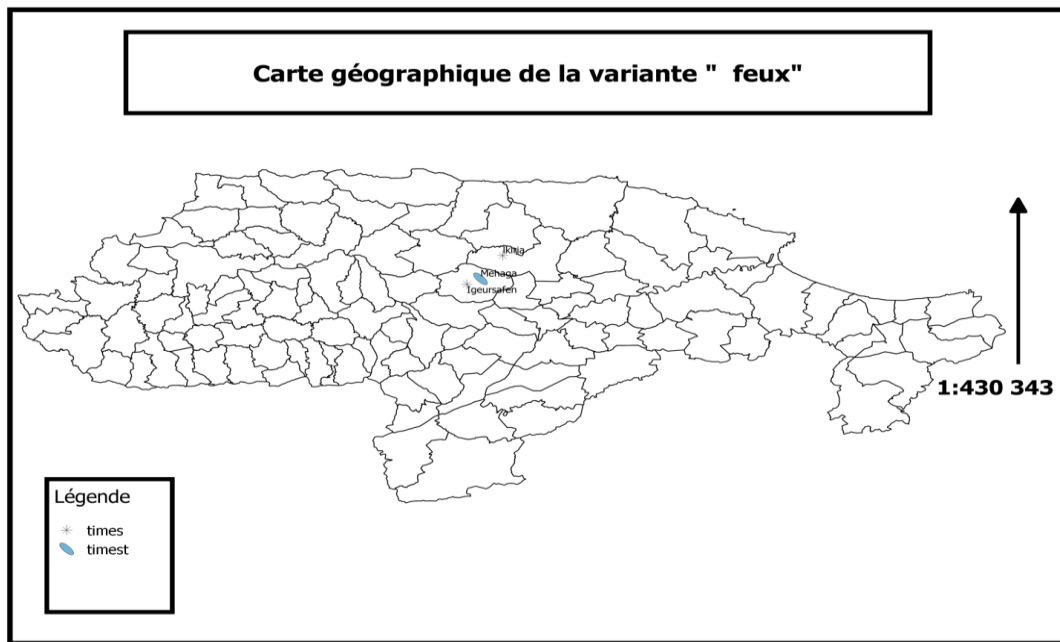 Carte géographique de la variante " feux"
Ikiria
Mehaga
Igeursafen
1:430 343
Légende
times
timest